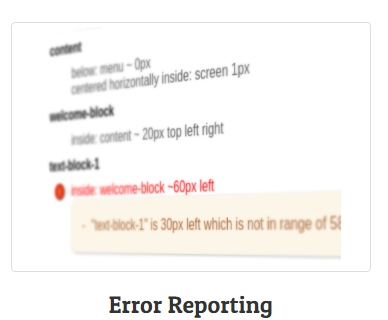 content
below: menu ~ 0px
centered horizontally inside: screen 1px
welcome-block
inside: content ~ 20px top left right
text-block-1
inside: welcome-block ~60px left
- "text-block-1" is 30px left which is not in range of 58
Error Reporting